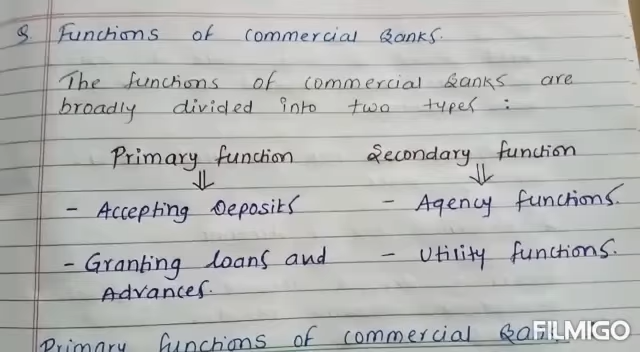 Q. Functions of commercial Banks.
The functions of commercial Banks are
broadly divided into two types :
Primary function
⇓
- Accepting Deposits
- Granting loans and
Advances.
Secondary function
⇓
- Agency functions.
- Utility functions.
Primary functions of commercial Banks
FILMIGO